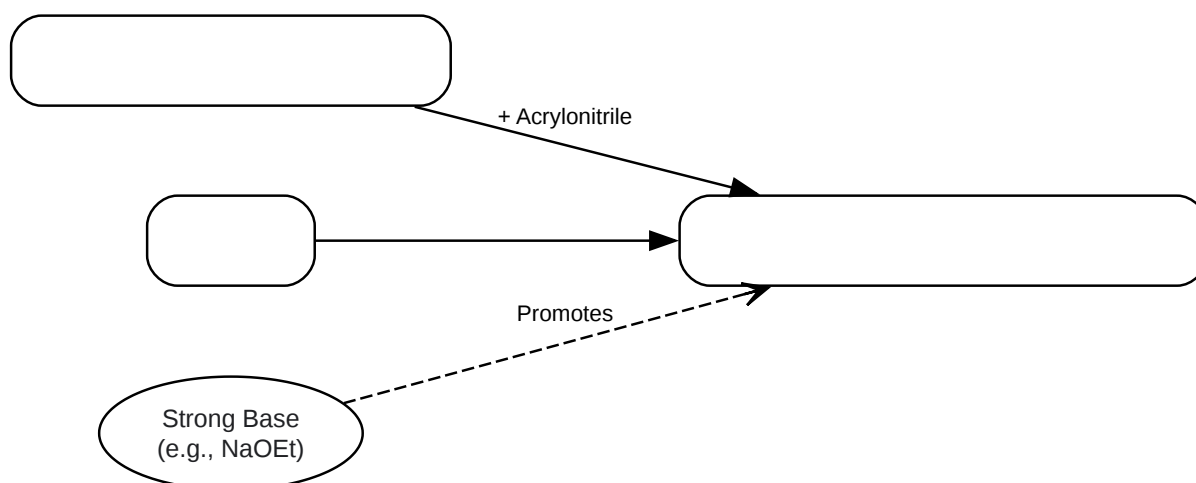 + Acrylonitrile
Promotes
Strong Base
(e.g., NaOEt)